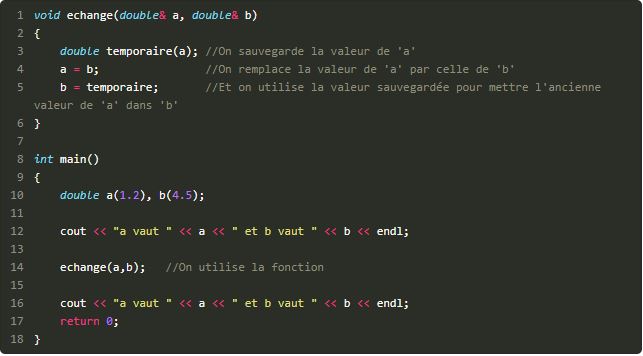 1 void echange(double& a, double& b)
2 {
3     double temporaire(a); //On sauvegarde la valeur de 'a'
4     a = b;                //On remplace la valeur de 'a' par celle de 'b'
5     b = temporaire;       //Et on utilise la valeur sauvegardée pour mettre l'ancienne
valeur de 'a' dans 'b'
6 }
7
8 int main()
9 {
10     double a(1.2), b(4.5);
11
12     cout << "a vaut " << a << " et b vaut " << b << endl;
13
14     echange(a,b);   //On utilise la fonction
15
16     cout << "a vaut " << a << " et b vaut " << b << endl;
17     return 0;
18 }